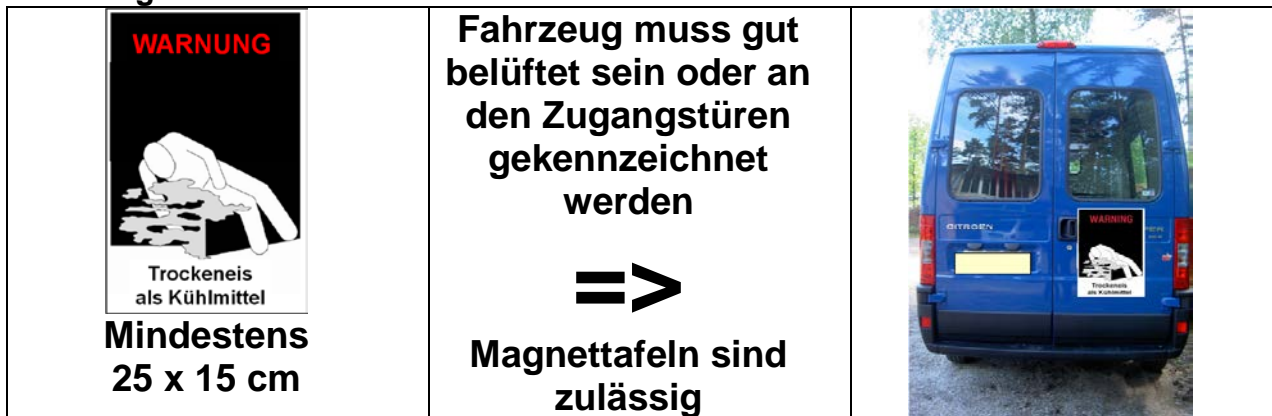 WARNUNG
Trockeneis
als Kühlmittel
Mindestens
25 x 15 cm
Fahrzeug muss gut
belüftet sein oder an
den Zugangstüren
gekennzeichnet
werden
=>
Magnettafeln sind
zulässig
CITROEN
WARNING
Trockeneis
als Kühlmittel